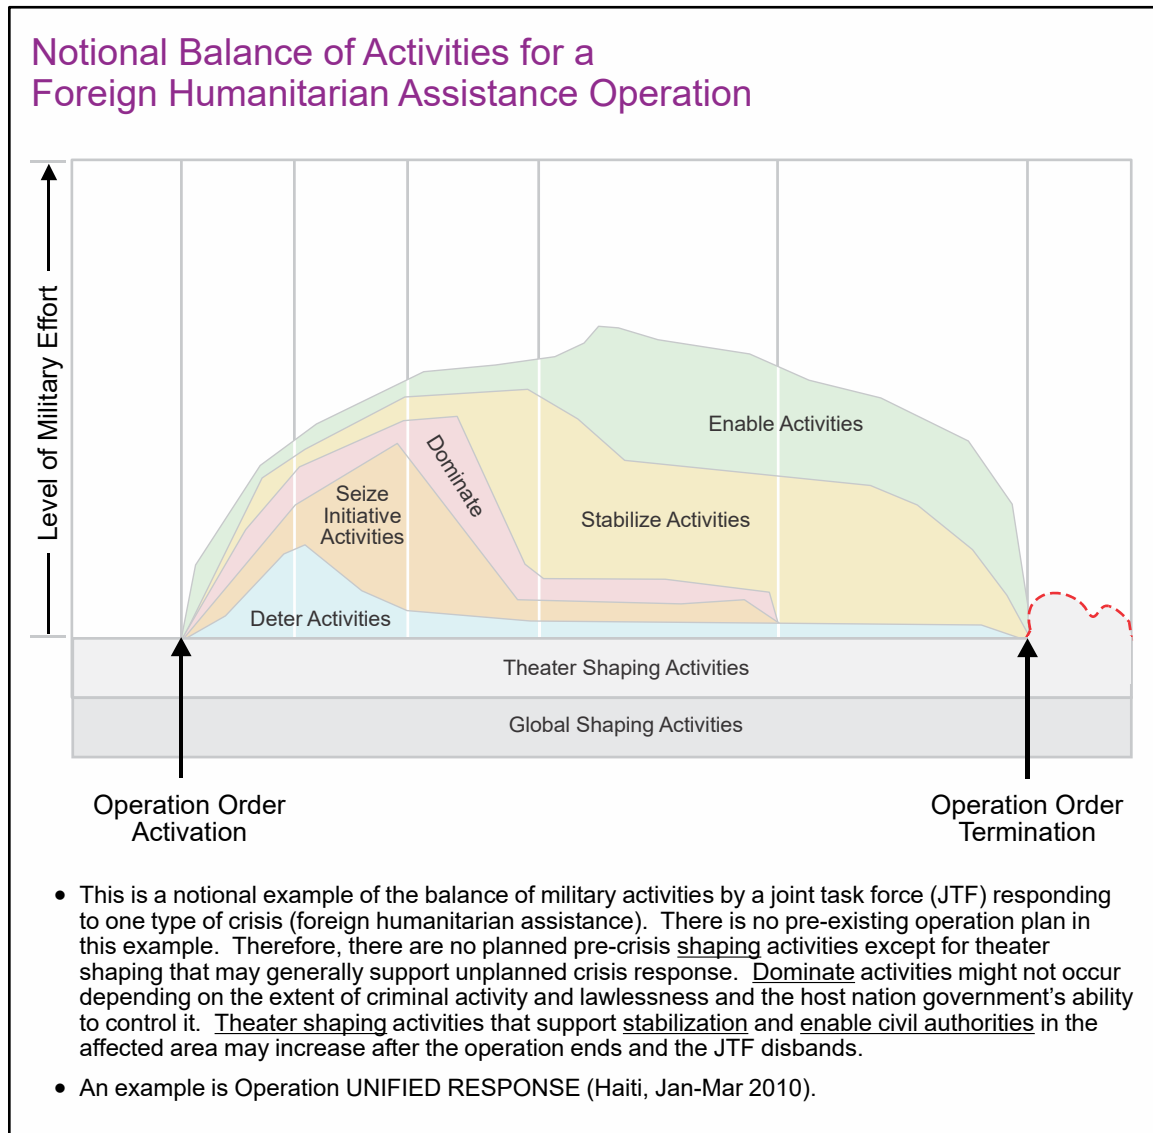 Notional Balance of Activities for a
Foreign Humanitarian Assistance Operation
Level of Military Effort
Enable Activities
Dominate
Seize
Initiative
Activities
Stabilize Activities
Deter Activities
Theater Shaping Activities
Global Shaping Activities
Operation Order
Activation
Operation Order
Termination
• This is a notional example of the balance of military activities by a joint task force (JTF) responding
to one type of crisis (foreign humanitarian assistance).  There is no pre-existing operation plan in
this example.  Therefore, there are no planned pre-crisis shaping activities except for theater
shaping that may generally support unplanned crisis response.  Dominate activities might not occur
depending on the extent of criminal activity and lawlessness and the host nation government's ability
to control it.  Theater shaping activities that support stabilization and enable civil authorities in the
affected area may increase after the operation ends and the JTF disbands.
• An example is Operation UNIFIED RESPONSE (Haiti, Jan-Mar 2010).